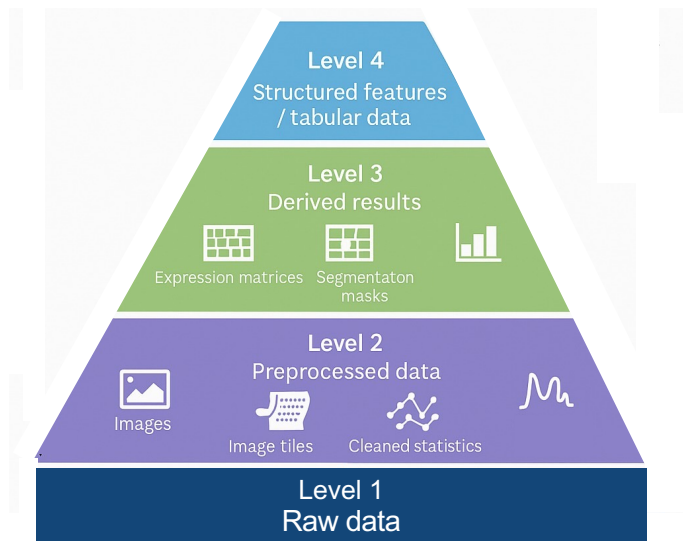 Level 4
Structured features
/ tabular data
Level 3
Derived results
Expression matrices
Segmentaton
masks
Level 2
Preprocessed data
Images
Image tiles
Cleaned statistics
Level 1
Raw data